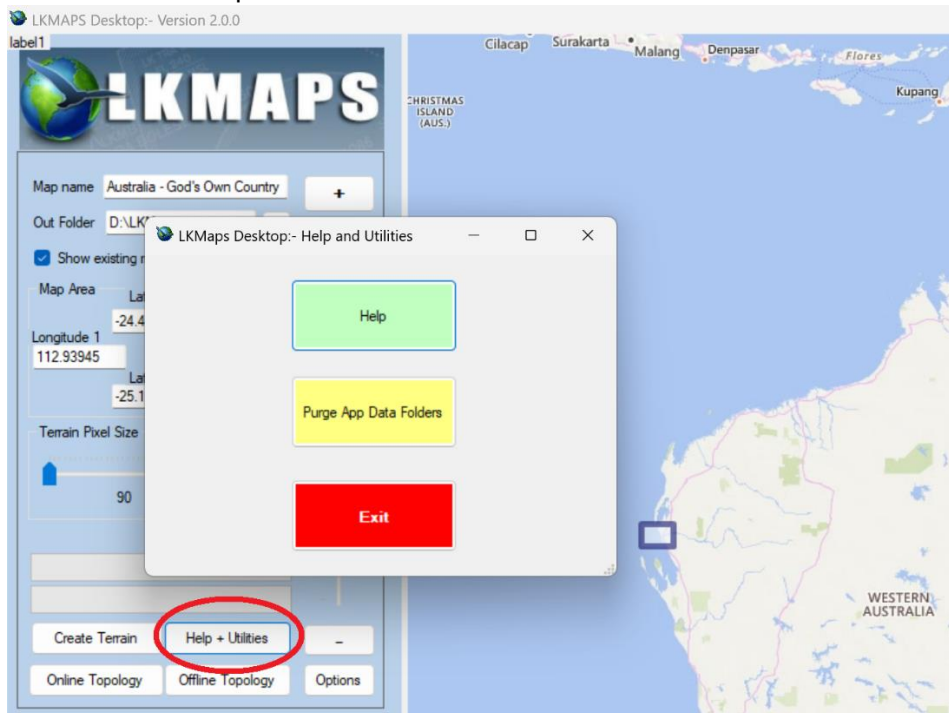 LKMAPS Desktop:- Version 2.0.0
label1
LKMAPS
Map name Australia - God's Own Country +
Out Folder D:\LK
Show existing
Map Area
-24.4
Longitude 1
112.93945
-25.1
Terrain Pixel Size
90
LKMaps Desktop:- Help and Utilities
Help
Purge App Data Folders
Exit
Create Terrain Help + Utilities -
Online Topology Offline Topology Options
Cilacap Surakarta Malang Denpasar Flores
Kupang
CHRISTMAS
ISLAND
(AUS.)
WESTERN
AUSTRALIA